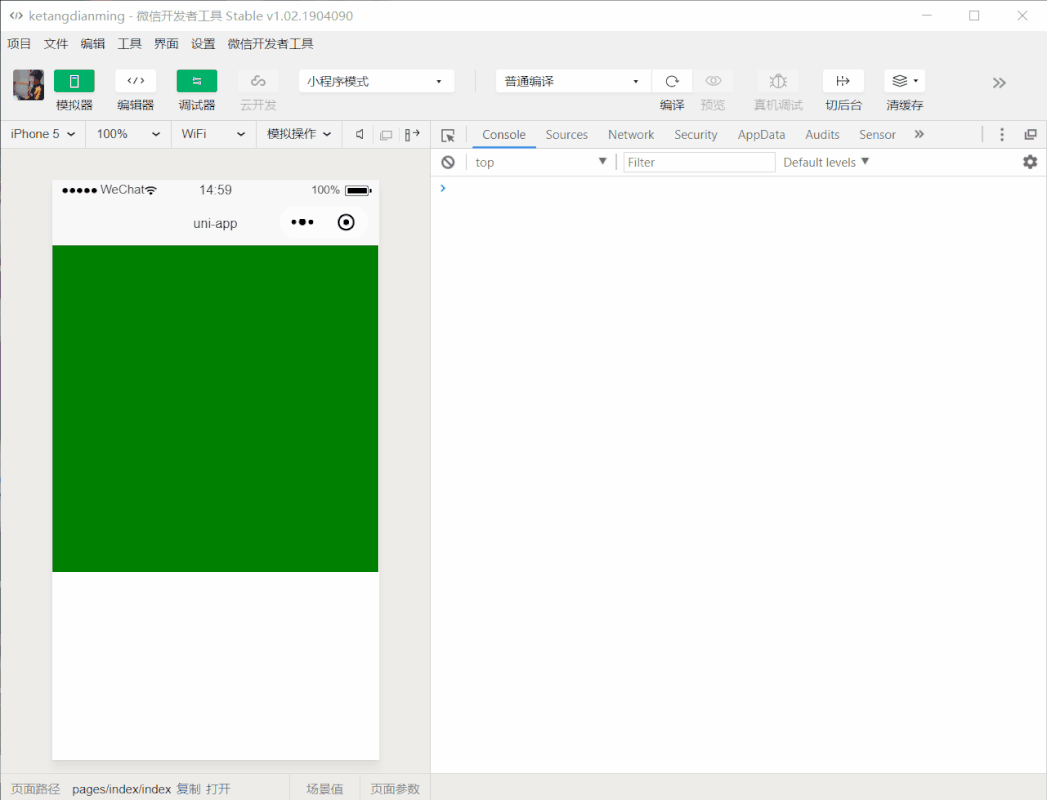 ketangdianming - 微信开发者工具 Stable v1.02.1904090
项目 文件 编辑 工具 界面 设置 微信开发者工具
小程序模式 普通编译
模拟器 编辑器 调试器 云开发 编译 预览 真机调试 切后台 清缓存
iPhone 5 100% WiFi 模拟操作 Console Sources Network Security AppData Audits Sensor
top Filter Default levels
WeChat 14:59 100%
uni-app
页面路径 pages/index/index 复制 打开 场景值 页面参数